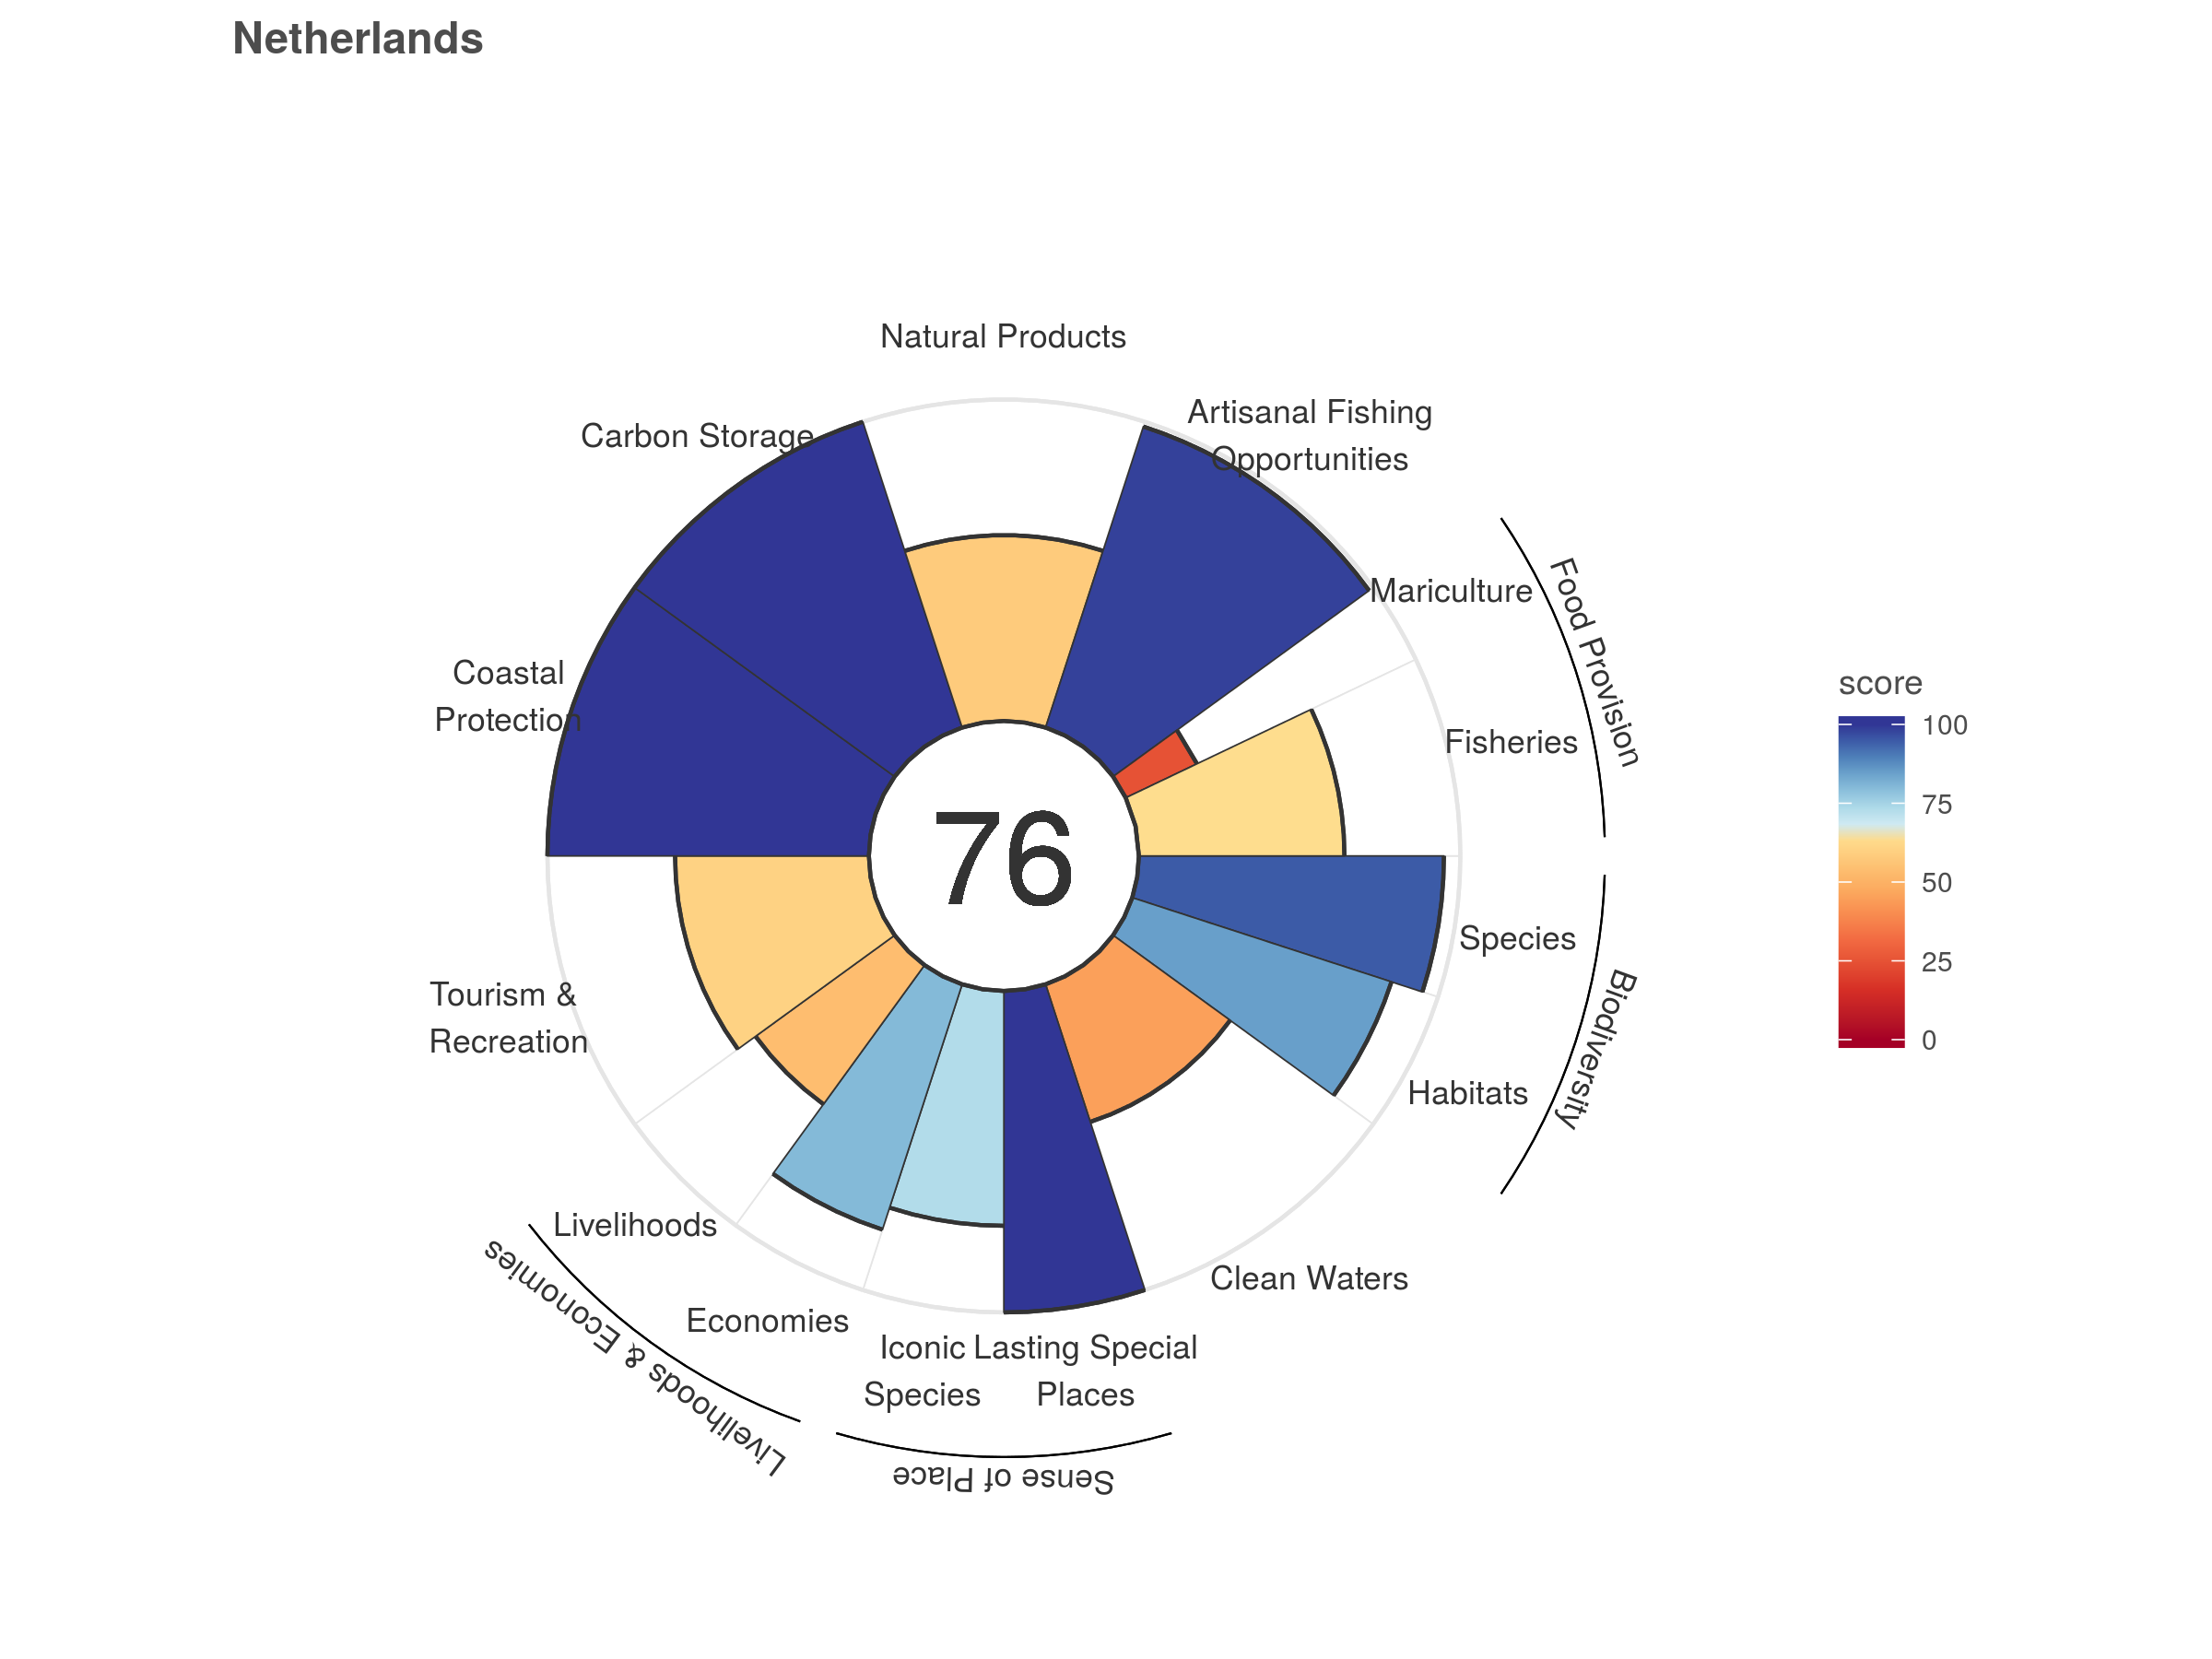 Netherlands
Natural Products
Artisanal Fishing
Opportunities
Carbon Storage
Mariculture
Food Provision
Coastal
Protection
Fisheries
score
100
75
50
25
0
76
Species
Biodiversity
Tourism &
Recreation
Habitats
Livelihoods
Clean Waters
Economies
Livelihoods & Economies
Iconic
Species
Lasting Special
Places
Sense of Place